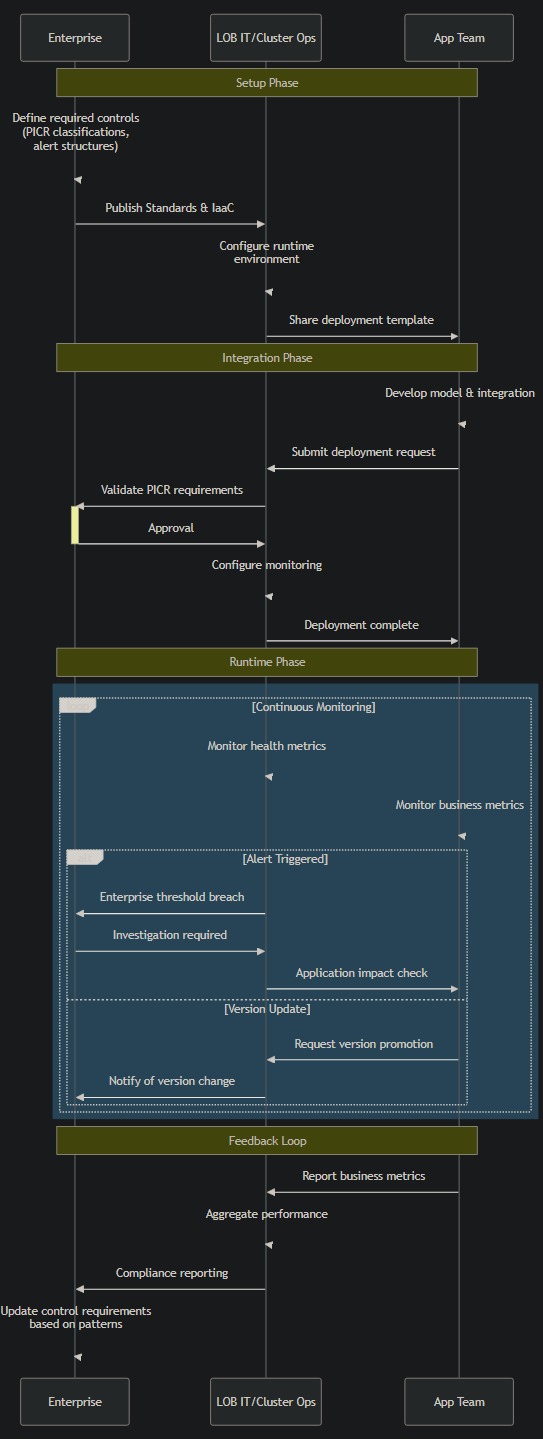 Enterprise
LOB IT/Cluster Ops
App Team
Setup Phase
Define required controls
(PICR classifications,
alert structures)
Publish Standards & IaaC
Configure runtime
environment
Share deployment template
Integration Phase
Develop model & integration
Submit deployment request
Validate PICR requirements
Approval
Configure monitoring
Deployment complete
Runtime Phase
[Continuous Monitoring]
Monitor health metrics
Monitor business metrics
[Alert Triggered]
Enterprise threshold breach
Investigation required
Application impact check
[Version Update]
Request version promotion
Notify of version change
Feedback Loop
Report business metrics
Aggregate performance
Compliance reporting
Update control requirements
based on patterns
Enterprise
LOB IT/Cluster Ops
App Team